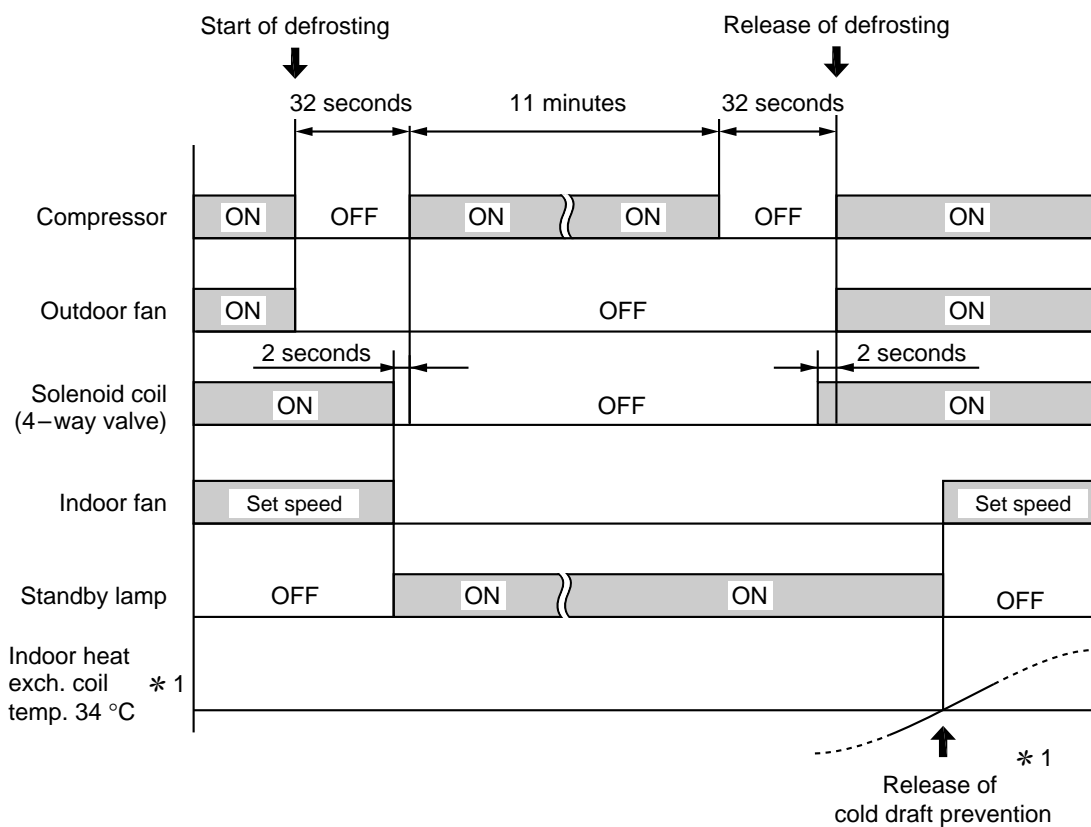 Start of defrosting
Release of defrosting
32 seconds
11 minutes
32 seconds
Compressor
ON
OFF
ON
ON
OFF
ON
Outdoor fan
ON
OFF
ON
2 seconds
2 seconds
Solenoid coil
(4–way valve)
ON
OFF
ON
Indoor fan
Set speed
Set speed
Standby lamp
OFF
ON
ON
OFF
Indoor heat
exch. coil * 1
temp. 34 °C
* 1
Release of
cold draft prevention